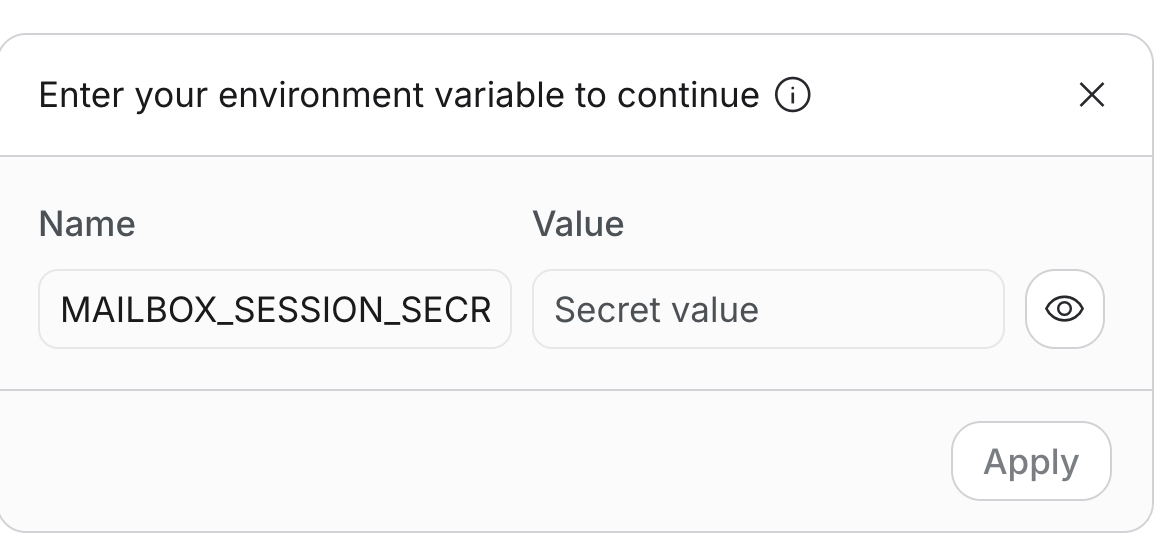 Enter your environment variable to continue
Name
Value
MAILBOX_SESSION_SECR
Secret value
Apply